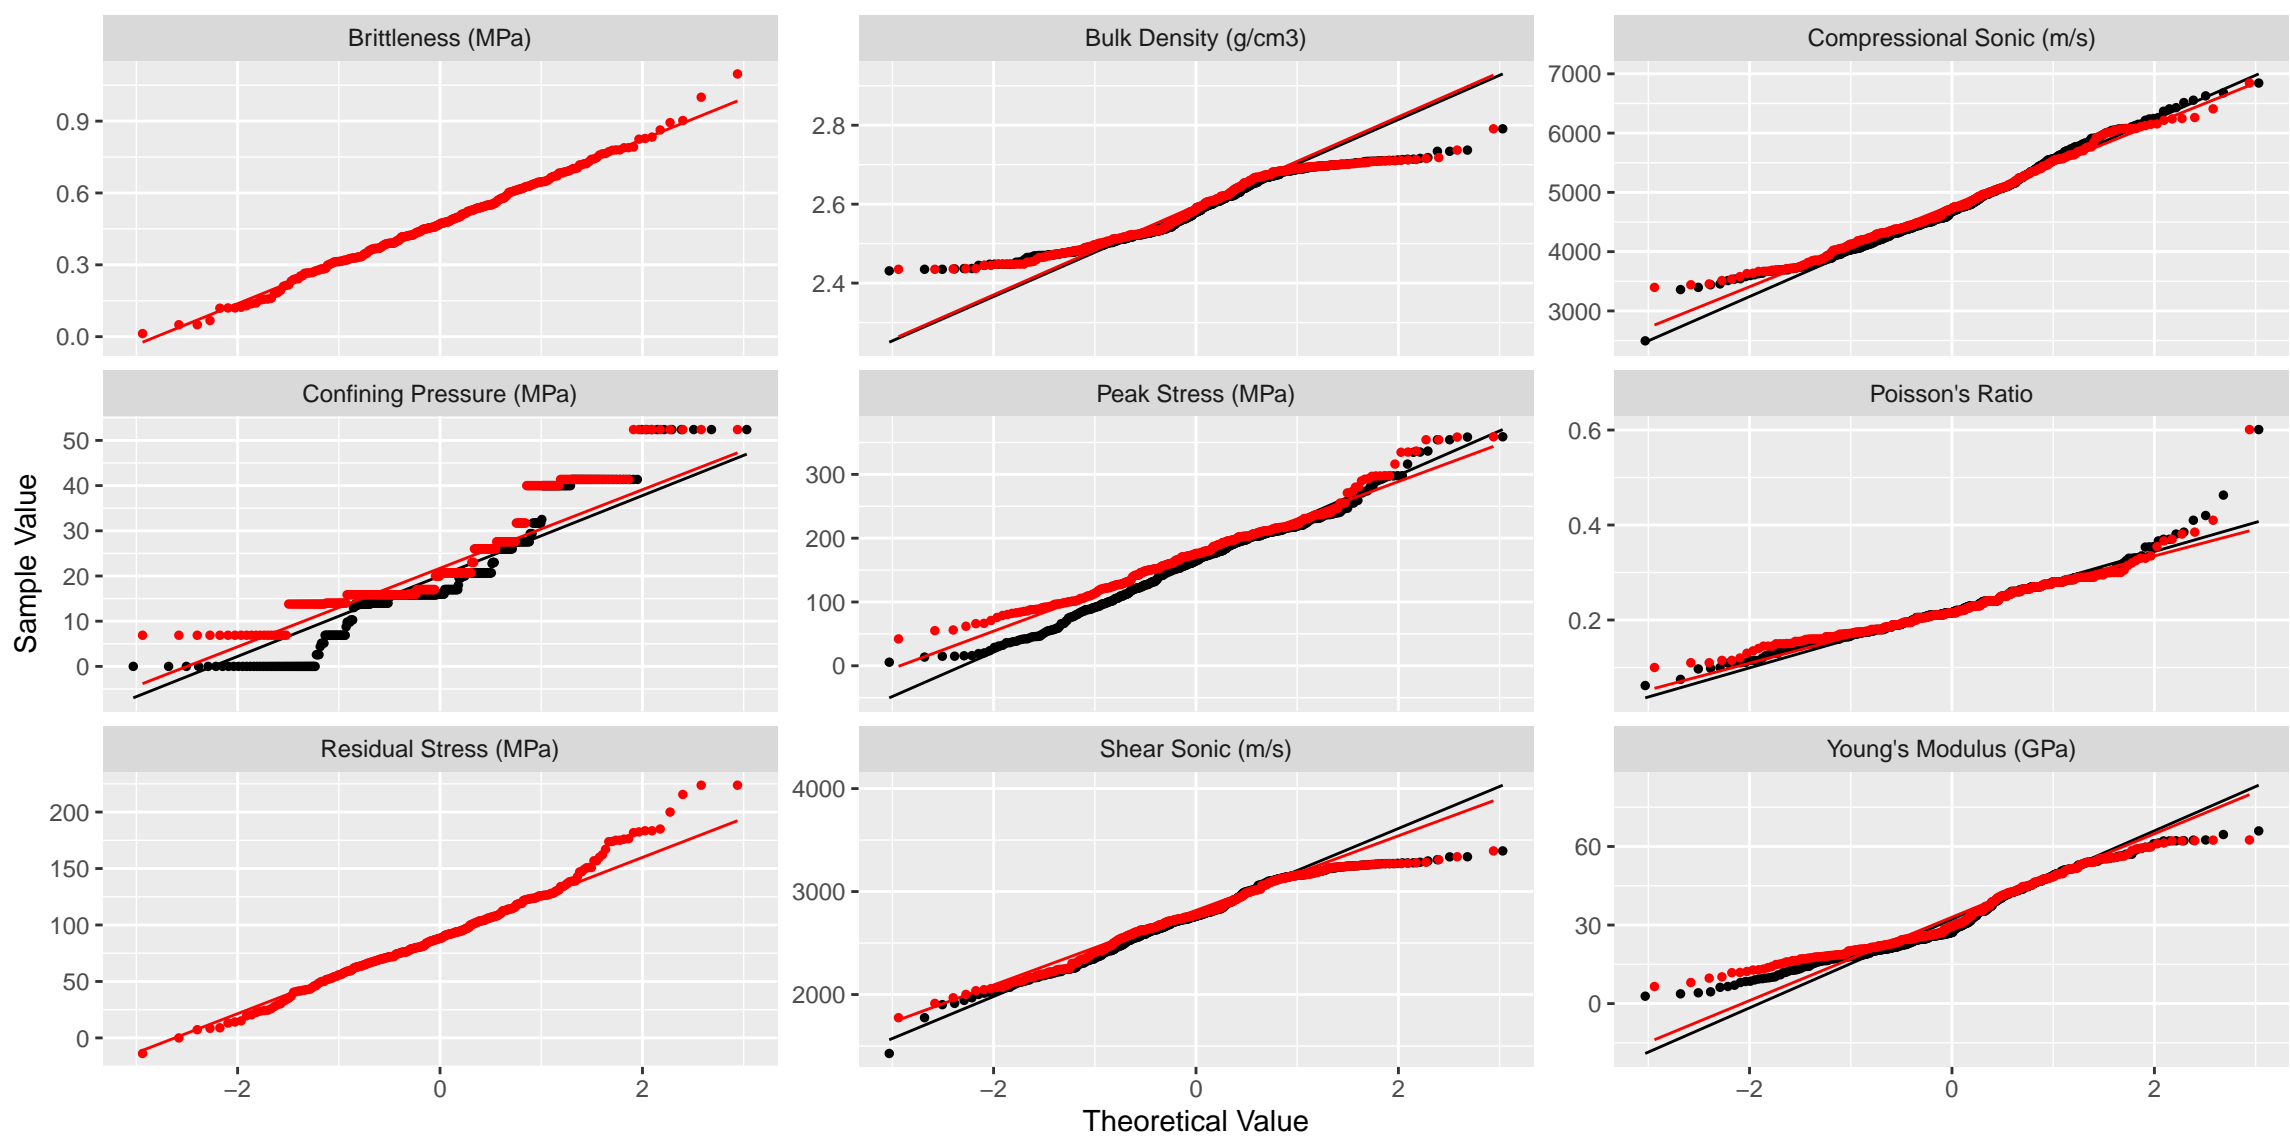 Brittleness (MPa)
Bulk Density (g/cm3)
Compressional Sonic (m/s)
0.9
0.6
0.3
0.0
2.8
2.6
2.4
7000
6000
5000
4000
3000
Confining Pressure (MPa)
Peak Stress (MPa)
Poisson's Ratio
50
40
30
20
10
0
300
200
100
0
0.6
0.4
0.2
Sample Value
Residual Stress (MPa)
Shear Sonic (m/s)
Young's Modulus (GPa)
200
150
100
50
0
4000
3000
2000
60
30
0
−2 0 2
−2 0 2
−2 0 2
Theoretical Value